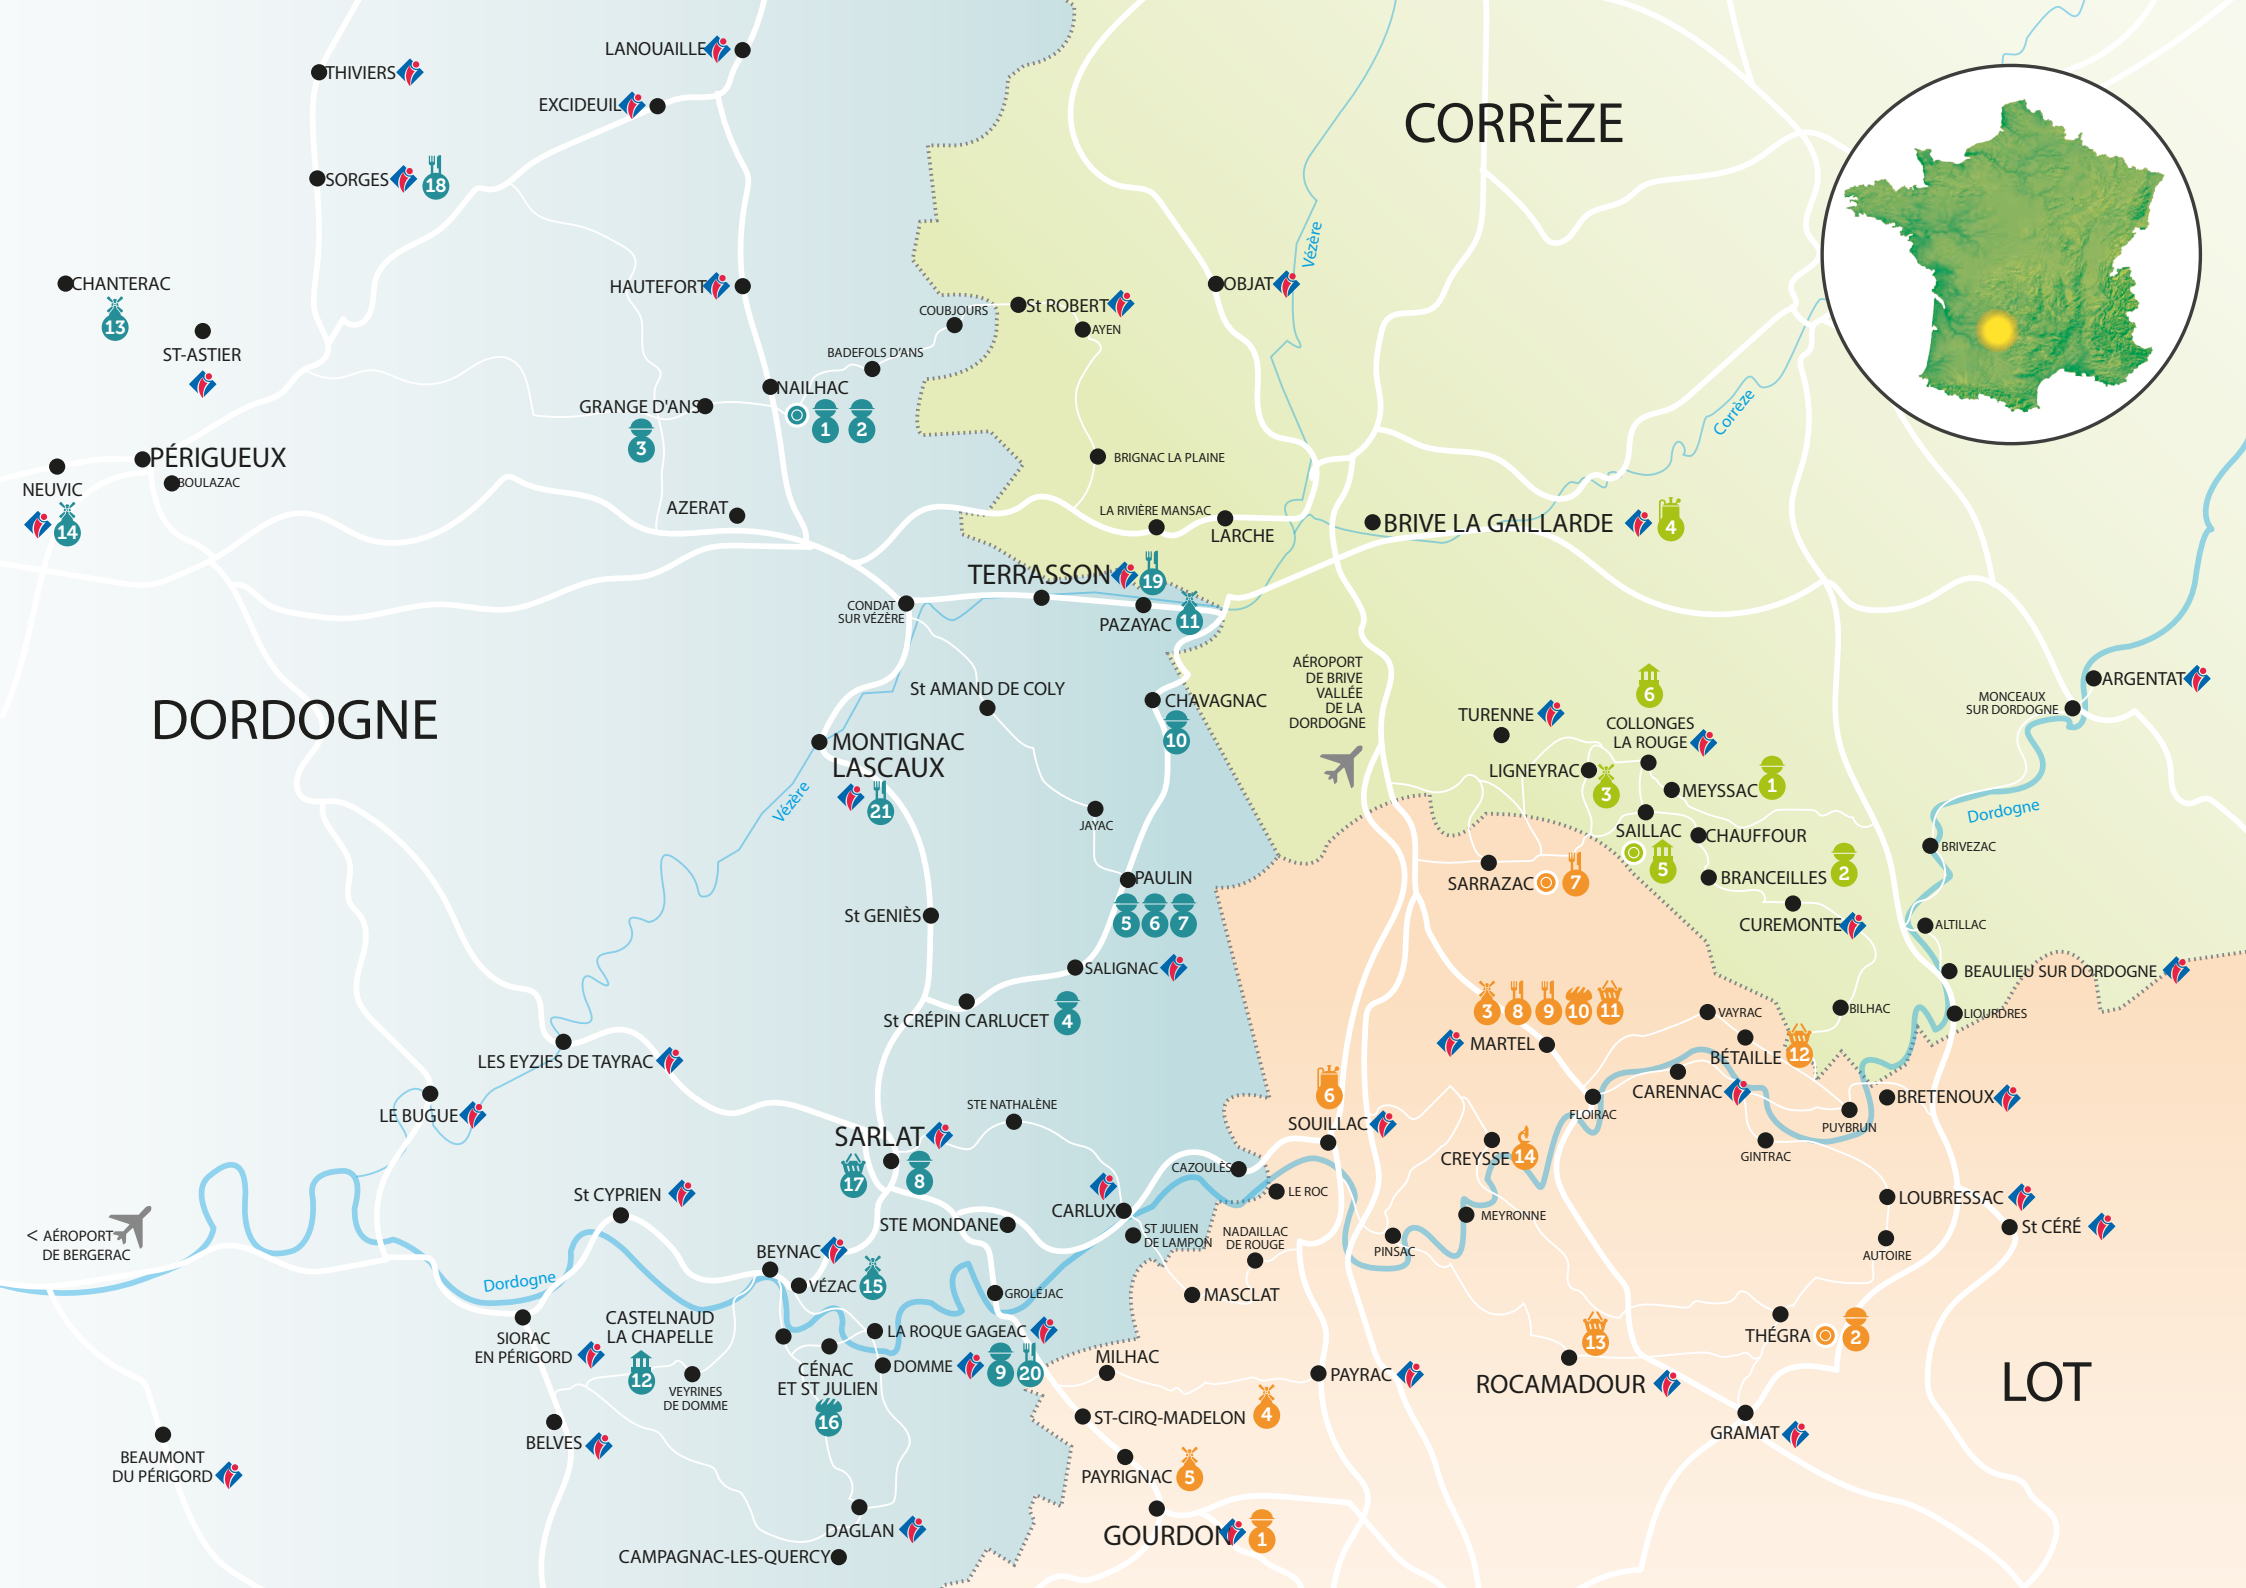 LANOUAILLE
THIVIERS
EXCIDEUIL
CORRÈZE
SORGES
18
Vézère
CHANTERAC
13
HAUTEFORT
OBJAT
St ROBERT
COUBJOURS
AYEN
ST-ASTIER
BADEFOLS D'ANS
NAILHAC
1
2
GRANGE D'ANS
3
Corrèze
PÉRIGUEUX
BOULAZAC
BRIGNAC LA PLAINE
NEUVIC
14
AZERAT
LA RIVIÈRE MANSAC
LARCHE
BRIVE LA GAILLARDE
4
TERRASSON
19
CONDAT
SUR VÉZÈRE
PAZAYAC
11
AÉROPORT
DE BRIVE
VALLÉE
DE LA
DORDOGNE
St AMAND DE COLY
CHAVAGNAC
10
6
ARGENTAT
MONCEAUX
SUR DORDOGNE
DORDOGNE
TURENNE
COLLONGES
LA ROUGE
MONTIGNAC
LASCAUX
21
Vézère
LIGNEYRAC
3
MEYSSAC
1
Dordogne
JAYAC
SAILLAC
5
CHAUFFOUR
BRIVEZAC
PAULIN
5
6
7
SARRAZAC
7
BRANCEILLES
2
St GENIÈS
CUREMONTE
ALTILLAC
SALIGNAC
BEAULIEU SUR DORDOGNE
St CRÉPIN CARLUCET
4
3
8
9
10
11
VAYRAC
BILHAC
LIOURDRES
MARTEL
BÉTAILLE
12
LES EYZIES DE TAYRAC
6
CARENNAC
BRETENOUX
LE BUGUE
STE NATHALÈNE
FLOIRAC
SOUILLAC
PUYBRUN
SARLAT
17
8
CREYSSE
14
GINTRAC
CAZOULÈS
LE ROC
St CYPRIEN
CARLUX
LOUBRESSAC
STE MONDANE
ST JULIEN
DE LAMPON
MEYRONNE
St CÉRÉ
< AÉROPORT
DE BERGERAC
NADAILLAC
DE ROUGE
PINSAC
AUTOIRE
BEYNAC
VÉZAC
15
Dordogne
GROLÉJAC
MASCLAT
CASTELNAUD
LA CHAPELLE
12
SIORAC
EN PÉRIGORD
LA ROQUE GAGEAC
13
THÉGRA
2
CÉNAC
ET ST JULIEN
16
DOMME
9
20
MILHAC
PAYRAC
ROCAMADOUR
LOT
VEYRINES
DE DOMME
ST-CIRQ-MADELON
4
BELVES
GRAMAT
BEAUMONT
DU PÉRIGORD
PAYRIGNAC
5
DAGLAN
GOURDON
1
CAMPAGNAC-LES-QUERCY